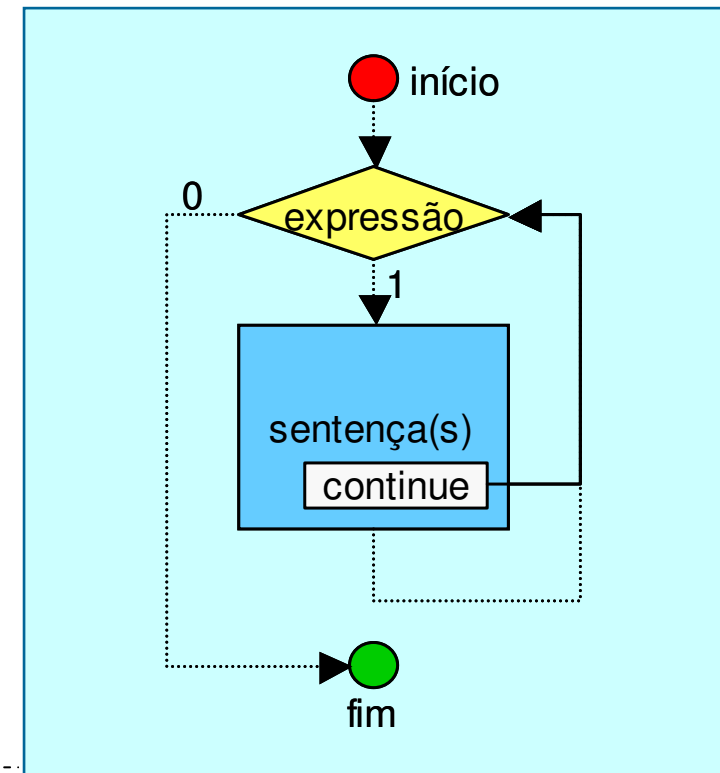 início
0
expressão
1
sentença(s)
continue
fim